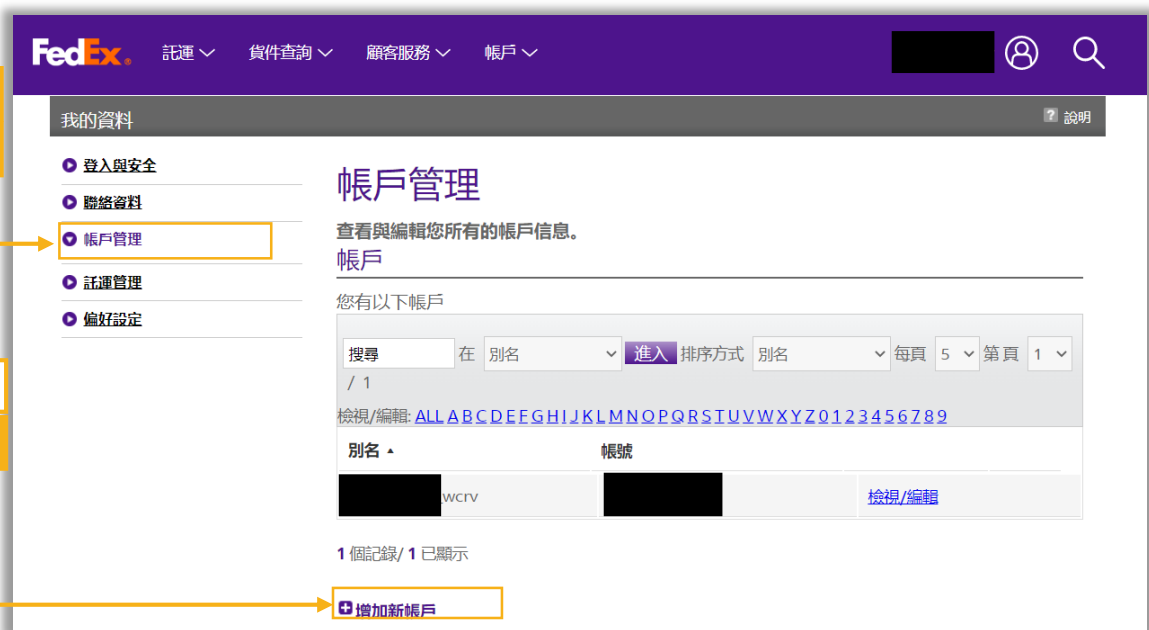 FedEx. 託運 貨件查詢 顧客服務 帳戶
我的資料 ? 說明
登入與安全
聯絡資料
帳戶管理
託運管理
偏好設定
帳戶管理
查看與編輯您所有的帳戶信息。
帳戶
您有以下帳戶
搜尋 在 別名 進入 排序方式 別名 每頁 5 第頁 1
/ 1
檢視/編輯: ALL A B C D E F G H I J K L M N O P Q R S T U V W X Y Z 0 1 2 3 4 5 6 7 8 9
別名 帳號
wcrv 檢視/編輯
1 個記錄/ 1 已顯示
增加新帳戶